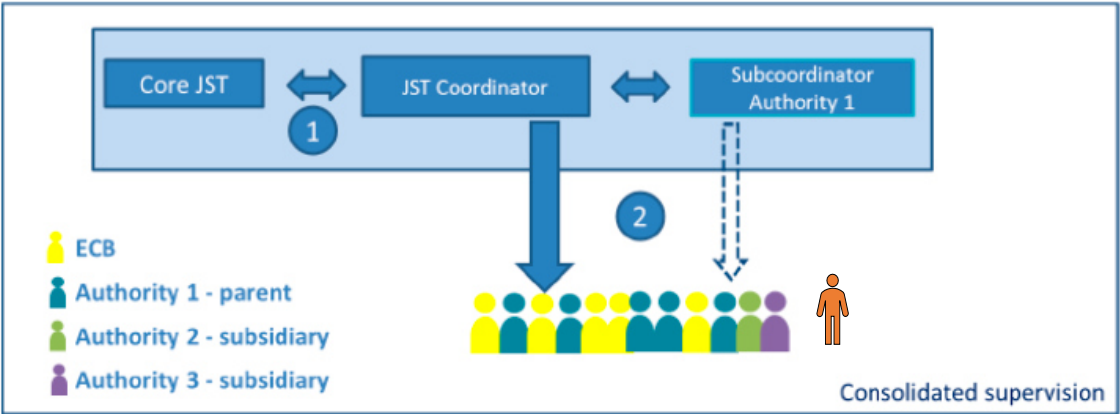 Core JST
JST Coordinator
Subcoordinator
Authority 1
1
2
ECB
Authority 1 - parent
Authority 2 - subsidiary
Authority 3 - subsidiary
Consolidated supervision